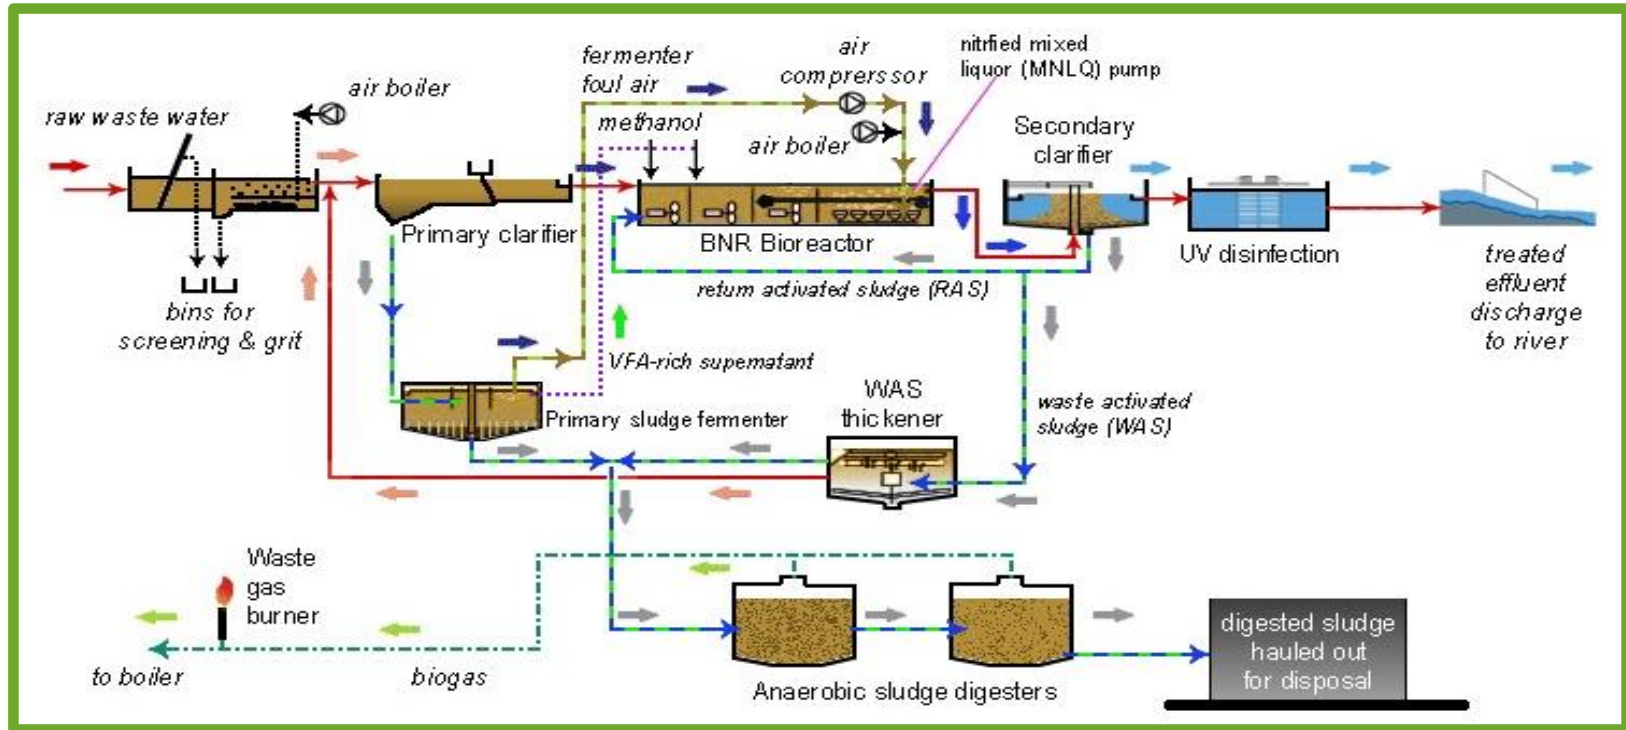 raw waste water
air boiler
fermenter
foul air
methanol
air
comprerssor
air boiler
nitrfied mixed
liquor (MNLQ) pump
Secondary
clarifier
Primary clarifier
BNR Bioreactor
UV disinfection
treated
effluent
discharge
to river
bins for
screening & grit
retum activated sludge (RAS)
VFA-rich supematant
Primary sludge fermenter
WAS
thickener
waste activated
sludge (WAS)
Waste
gas
burner
to boiler
biogas
Anaerobic sludge digesters
digested sludge
hauled out
for disposal